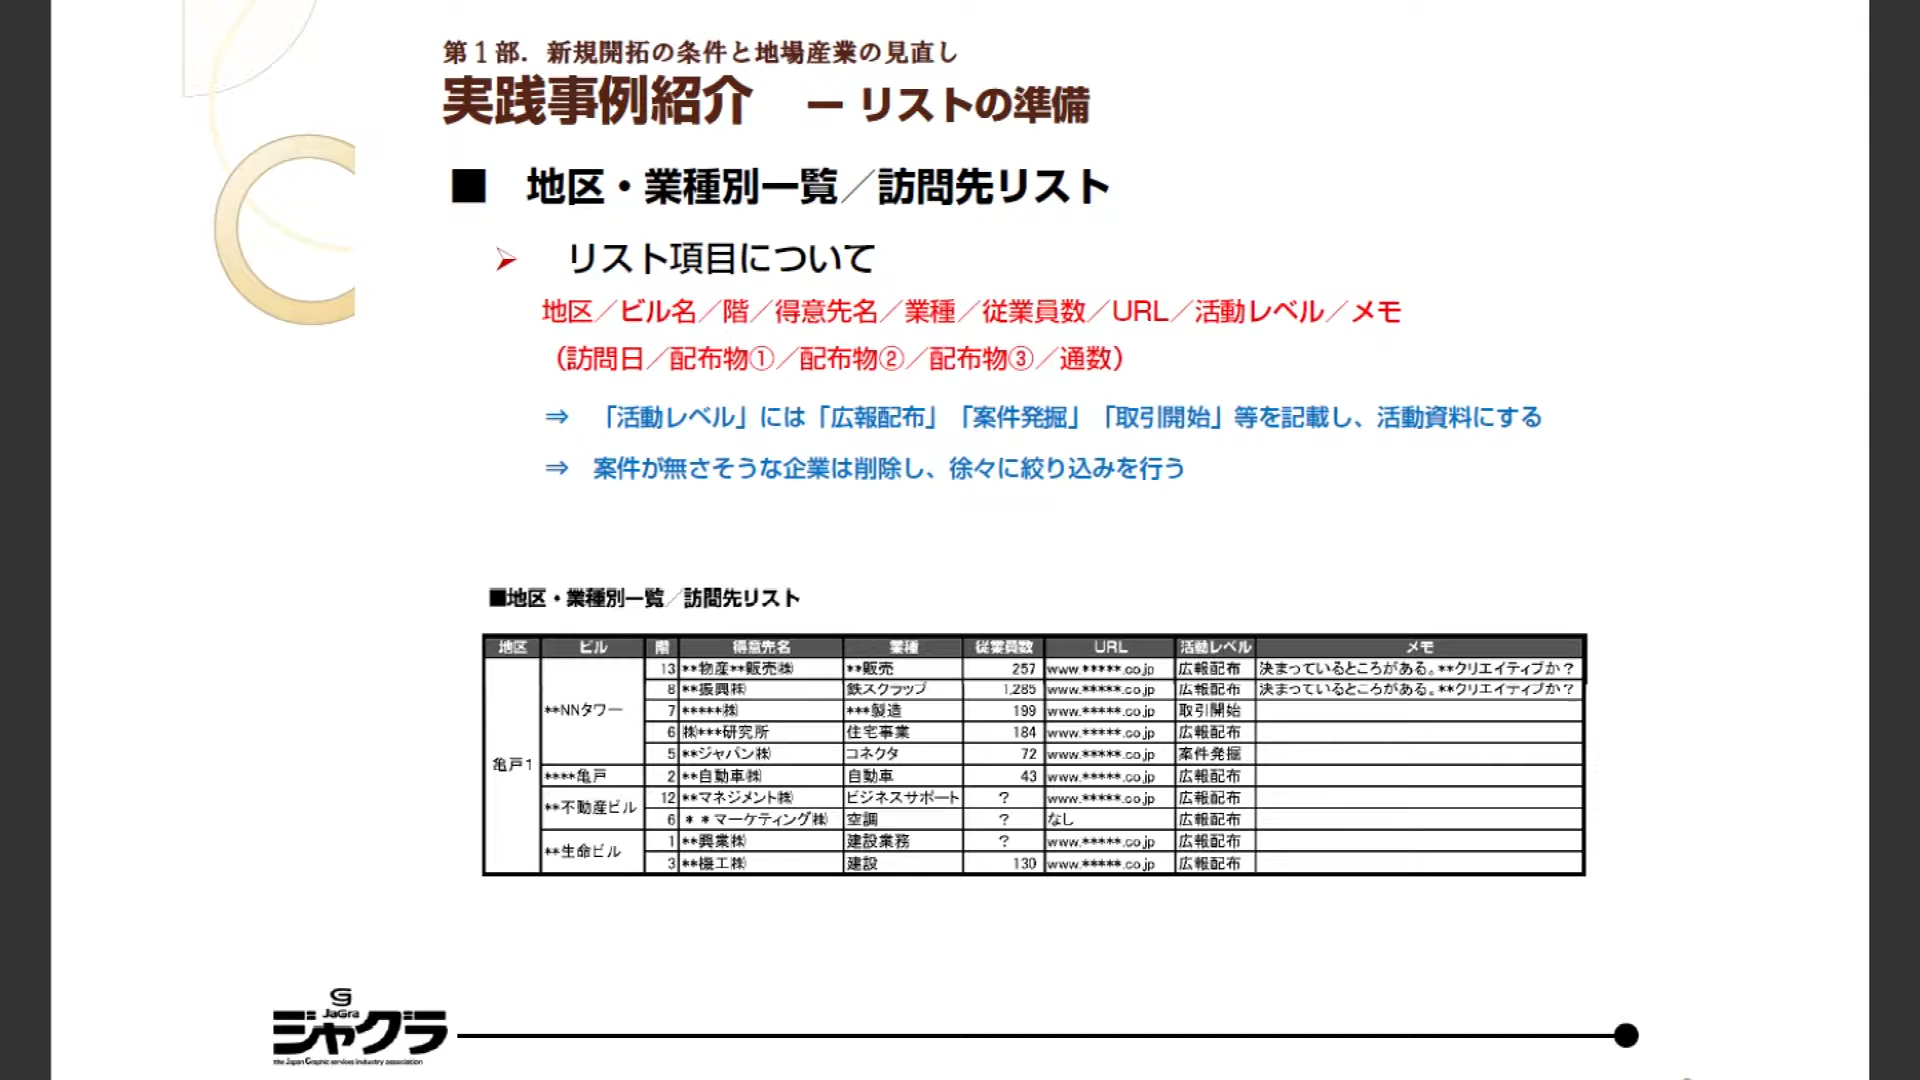 第1部．新規開拓の条件と地場産業の見直し
実践事例紹介　ー リストの準備
■　地区・業種別一覧／訪問先リスト
➢　リスト項目について
地区／ビル名／階／得意先名／業種／従業員数／URL／活動レベル／メモ
（訪問日／配布物①／配布物②／配布物③／通数）
⇒　「活動レベル」には「広報配布」「案件発掘」「取引開始」等を記載し、活動資料にする
⇒　案件が無さそうな企業は削除し、徐々に絞り込みを行う
■地区・業種別一覧／訪問先リスト
地区 ビル 階 得意先名 業種 従業員数 URL 活動レベル メモ
亀戸1 **NNタワー 13 **物産**販売㈱ **販売 257 www.*****.co.jp 広報配布 決まっているところがある。**クリエイティブか？
8 **振興㈱ 鉄スクラップ 1,285 www.*****.co.jp 広報配布 決まっているところがある。**クリエイティブか？
7 *****㈱ ***製造 199 www.*****.co.jp 取引開始
6 ㈱***研究所 住宅事業 184 www.*****.co.jp 広報配布
5 **ジャパン㈱ コネクタ 72 www.*****.co.jp 案件発掘
****亀戸 2 **自動車㈱ 自動車 43 www.*****.co.jp 広報配布
**不動産ビル 12 **マネジメント㈱ ビジネスサポート ？ www.*****.co.jp 広報配布
6 ＊＊マーケティング㈱ 空調 ？ なし 広報配布
**生命ビル 1 **興業㈱ 建設業務 ？ www.*****.co.jp 広報配布
3 **機工㈱ 建設 130 www.*****.co.jp 広報配布
JaGra
ジャグラ
the Japan Graphic services industry association